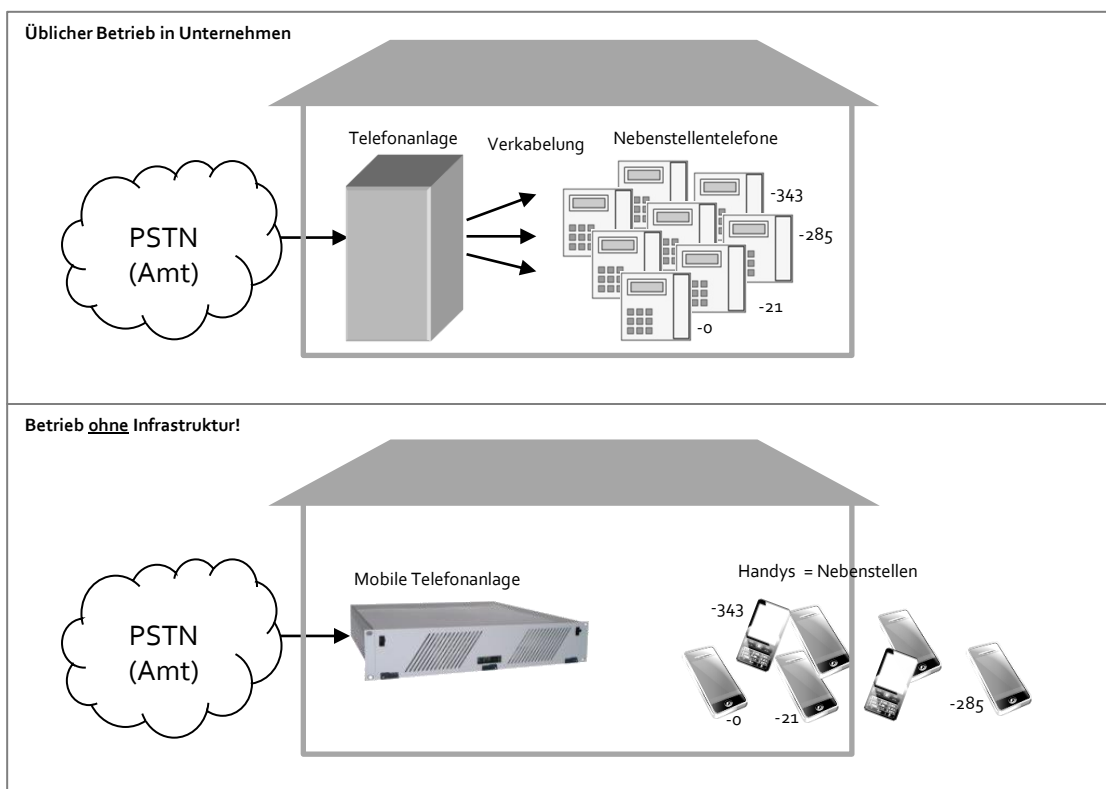 Üblicher Betrieb in Unternehmen
Telefonanlage
Verkabelung
Nebenstellentelefone
PSTN
(Amt)
-343
-285
-21
-0
Betrieb ohne Infrastruktur!
Mobile Telefonanlage
Handys = Nebenstellen
PSTN
(Amt)
-343
-0
-21
-285